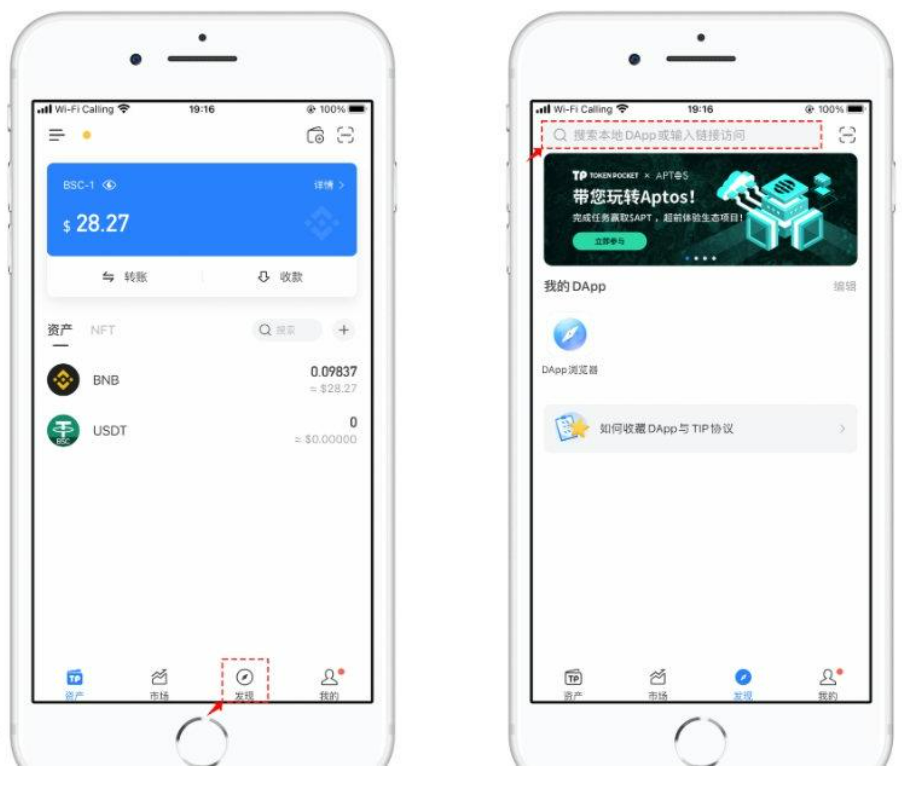 Wi-Fi Calling
19:16
100%
BSC-1
详情 >
$ 28.27
转账
收款
资产
NFT
搜索
+
BNB
0.09837
≈ $28.27
BSC
USDT
0
≈ $0.00000
TP
资产
市场
发现
我的
Wi-Fi Calling
19:16
100%
搜索本地 DApp 或输入链接访问
TP TOKEN POCKET × APTOS
带您玩转Aptos!
完成任务赢取$APT，超前体验生态项目!
立即参与
我的 DApp
编辑
DApp 浏览器
如何收藏 DApp 与 TIP 协议
>
TP
资产
市场
发现
我的